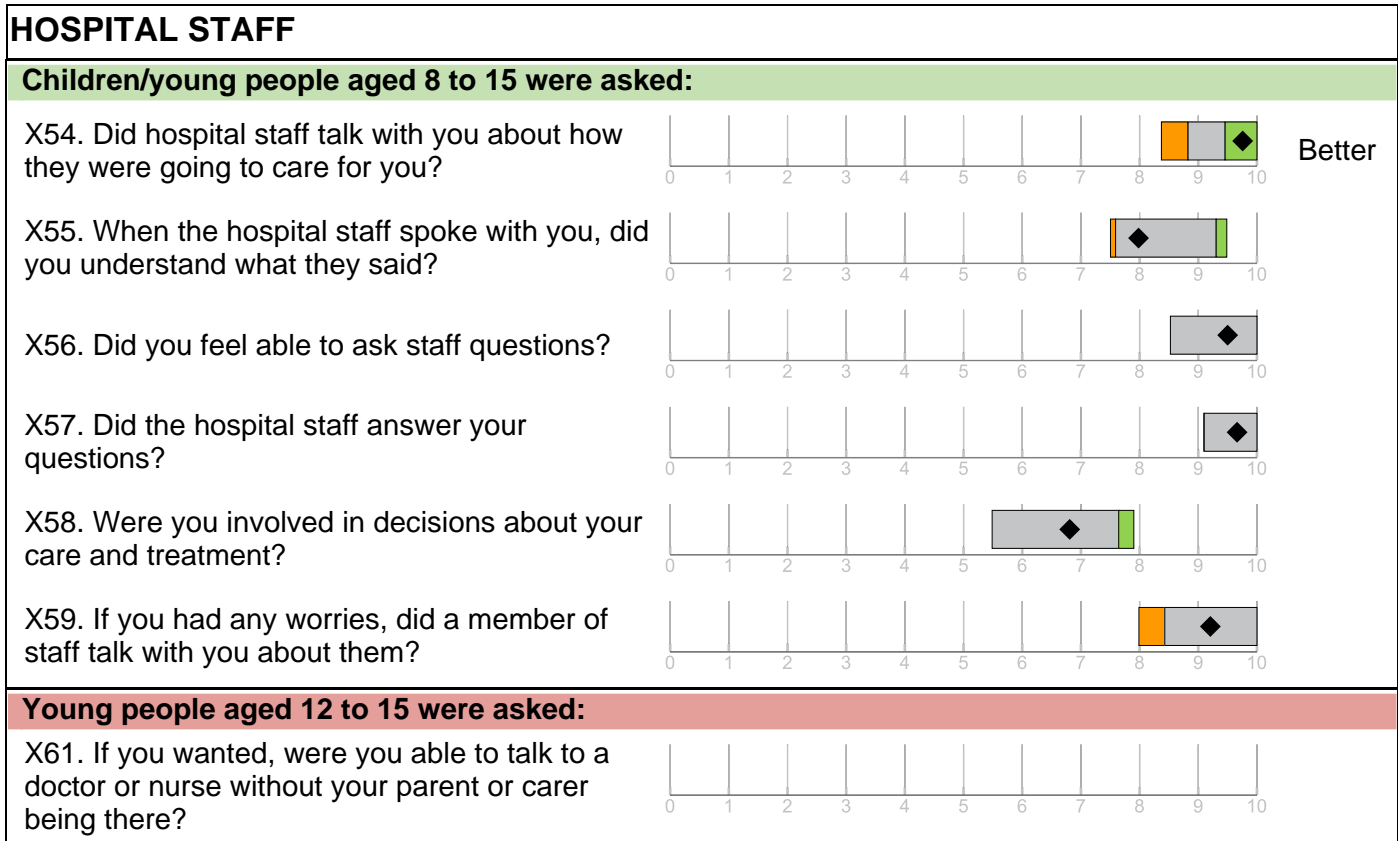 HOSPITAL STAFF
Children/young people aged 8 to 15 were asked:
X54. Did hospital staff talk with you about how
they were going to care for you?
0 1 2 3 4 5 6 7 8 9 10
Better
X55. When the hospital staff spoke with you, did
you understand what they said?
0 1 2 3 4 5 6 7 8 9 10
X56. Did you feel able to ask staff questions?
0 1 2 3 4 5 6 7 8 9 10
X57. Did the hospital staff answer your
questions?
0 1 2 3 4 5 6 7 8 9 10
X58. Were you involved in decisions about your
care and treatment?
0 1 2 3 4 5 6 7 8 9 10
X59. If you had any worries, did a member of
staff talk with you about them?
0 1 2 3 4 5 6 7 8 9 10
Young people aged 12 to 15 were asked:
X61. If you wanted, were you able to talk to a
doctor or nurse without your parent or carer
being there?
0 1 2 3 4 5 6 7 8 9 10